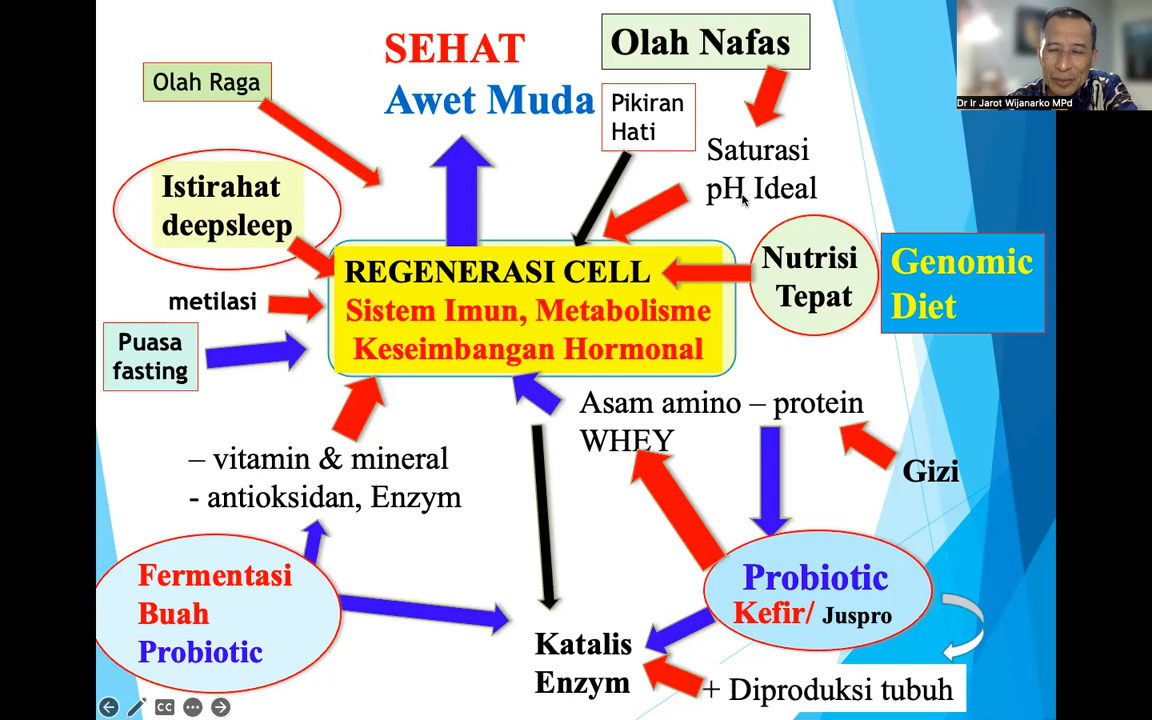 SEHAT
Awet Muda
Olah Nafas
Dr Ir Jarot Wijanarko MPd
Olah Raga
Pikiran
Hati
Saturasi
pH Ideal
Istirahat
deepsleep
Nutrisi
Tepat
Genomic
Diet
REGENERASI CELL
Sistem Imun, Metabolisme
Keseimbangan Hormonal
metilasi
Puasa
fasting
Asam amino – protein
WHEY
Gizi
– vitamin & mineral
- antioksidan, Enzym
Fermentasi
Buah
Probiotic
Probiotic
Kefir/ Juspro
Katalis
Enzym
+ Diproduksi tubuh
CC